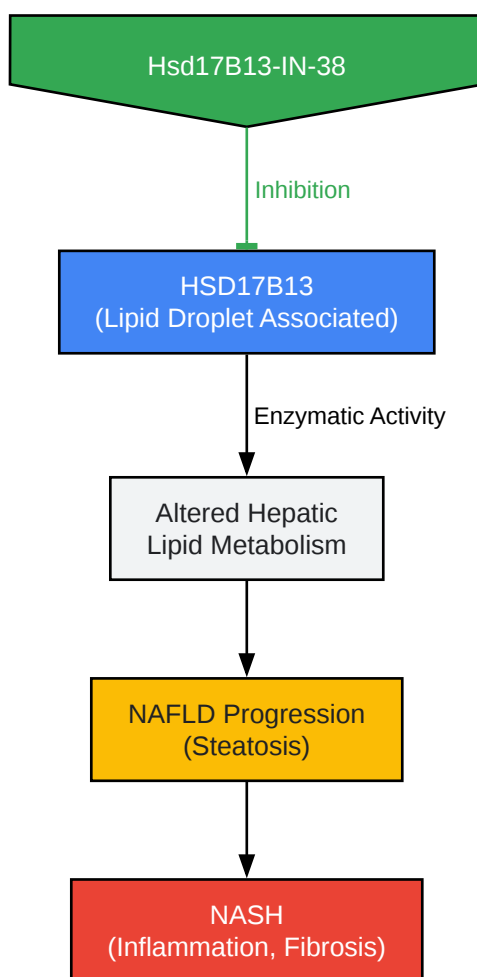 Hsd17B13-IN-38
Inhibition
HSD17B13
(Lipid Droplet Associated)
Enzymatic Activity
Altered Hepatic
Lipid Metabolism
NAFLD Progression
(Steatosis)
NASH
(Inflammation, Fibrosis)